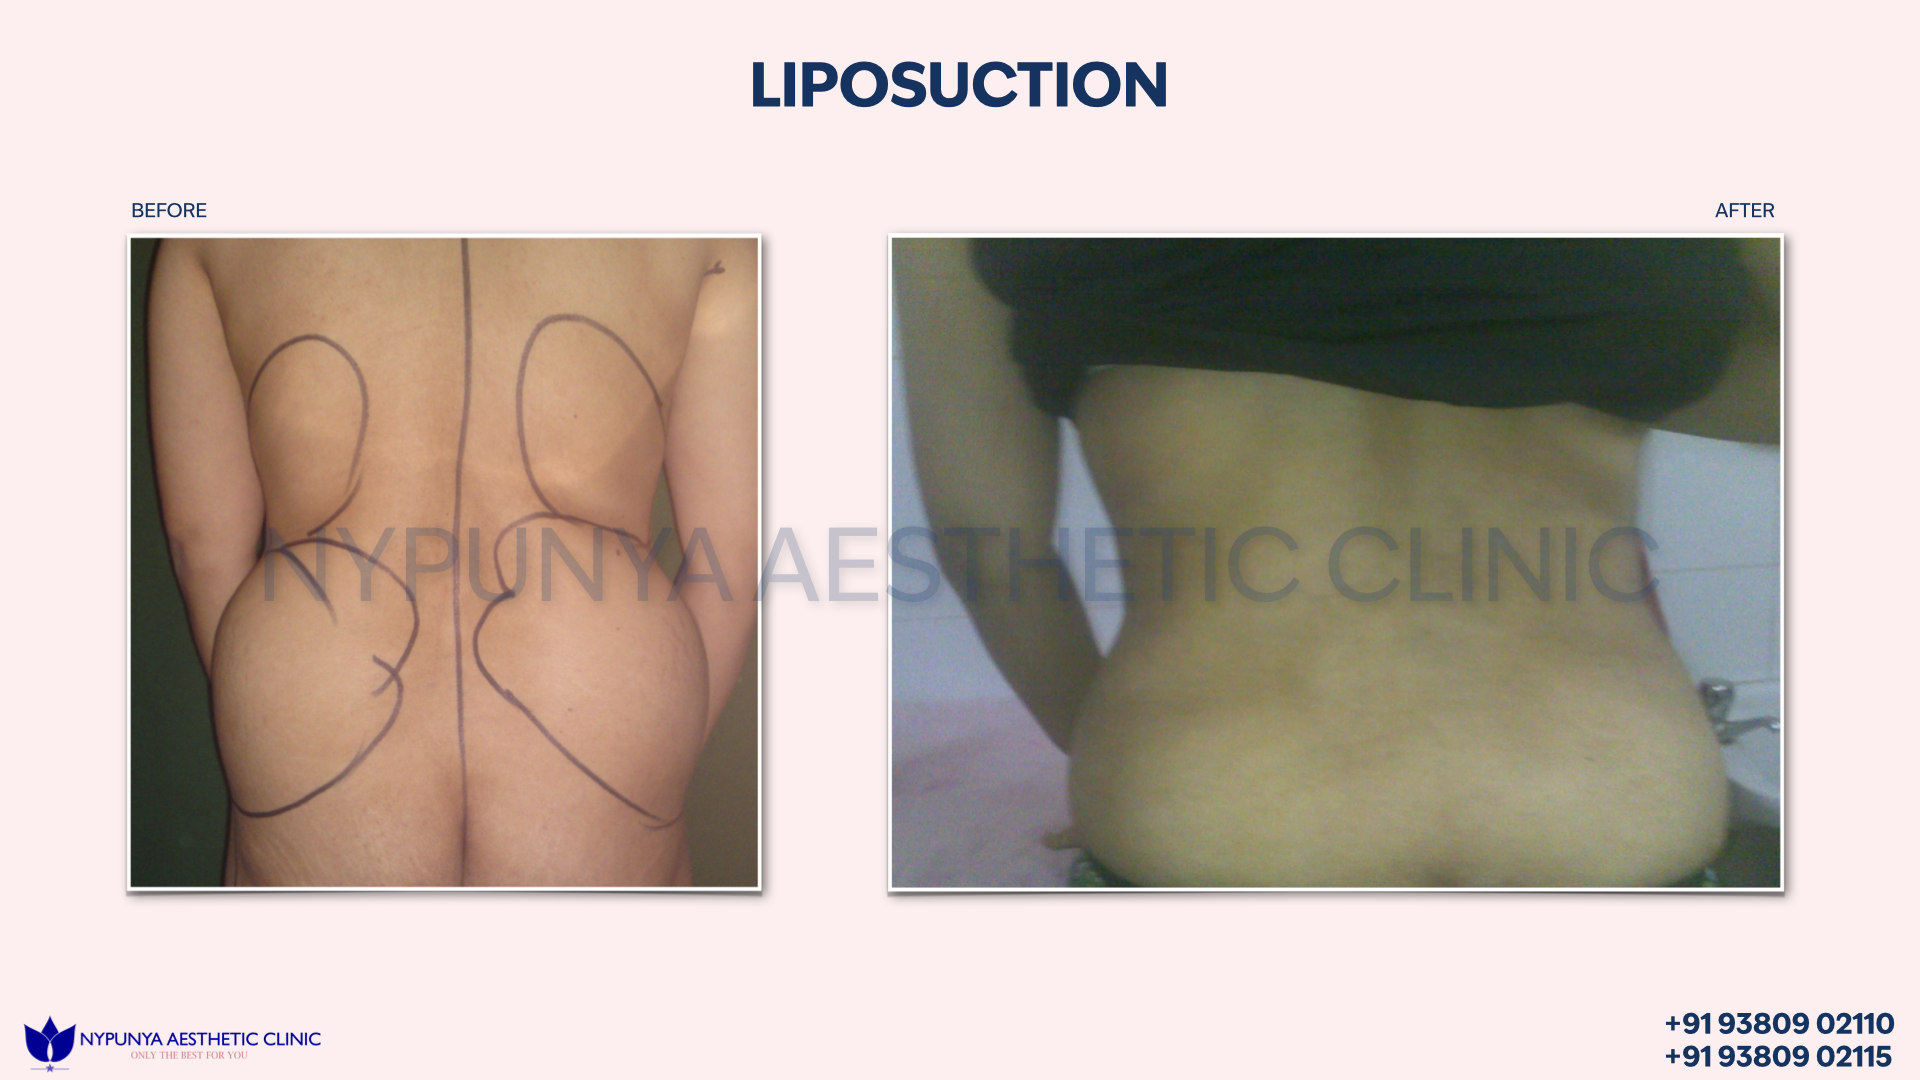 LIPOSUCTION
BEFORE
AFTER
NYPUNYA AESTHETIC CLINIC
NYPUNYA AESTHETIC CLINIC
ONLY THE BEST FOR YOU
+91 93809 02110
+91 93809 02115